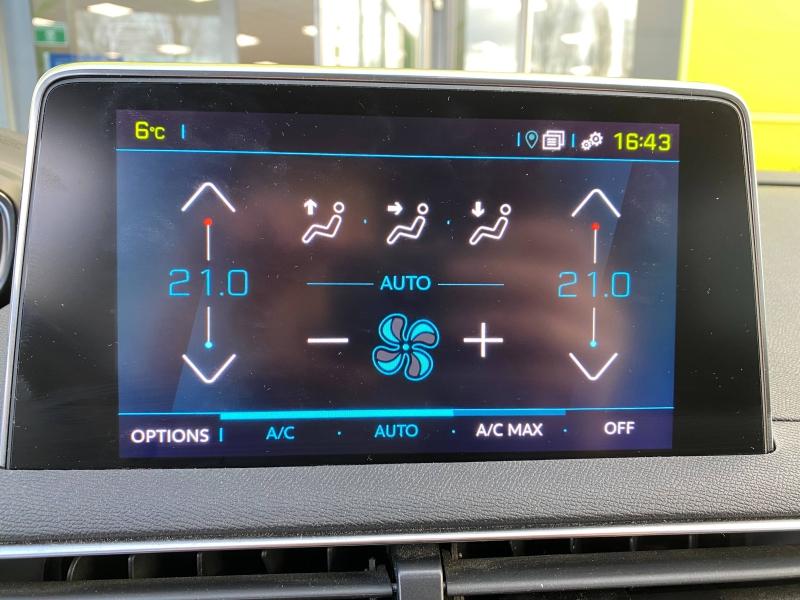 6°C 16:43
21.0 AUTO 21.0
OPTIONS A/C AUTO A/C MAX OFF